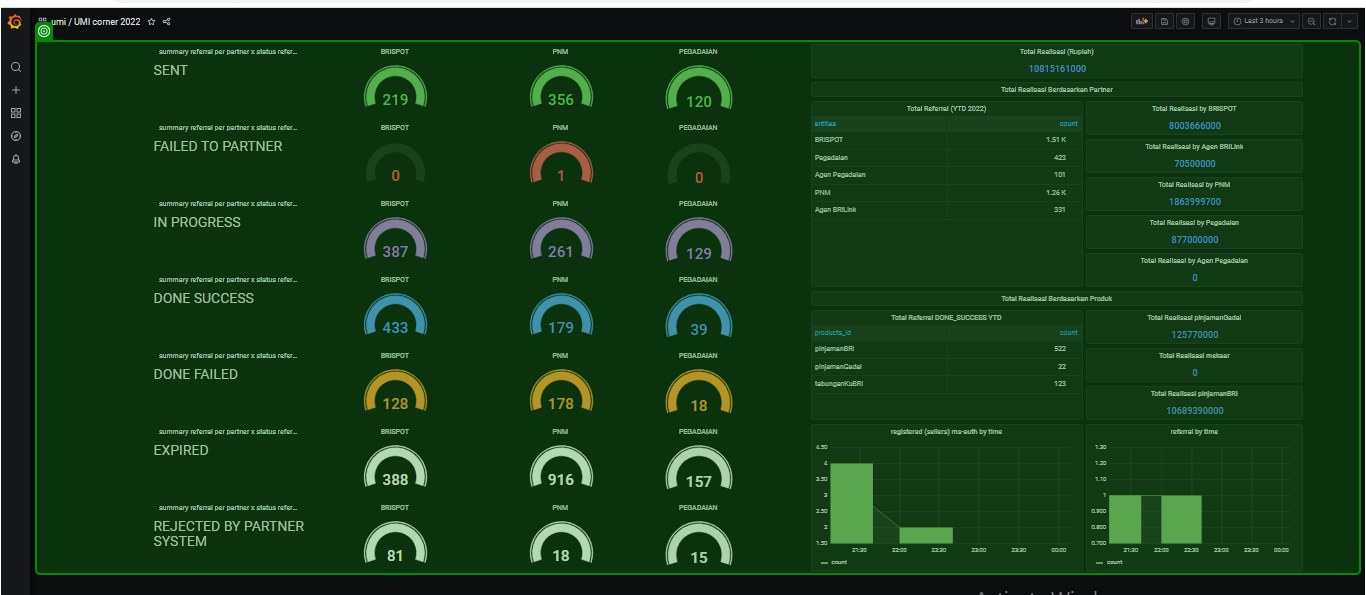 umi / UMI corner 2022
Last 3 hours
summary referral per partner x status refer...
SENT
BRISPOT
219
PNM
356
PEGADAIAN
120
summary referral per partner x status refer...
FAILED TO PARTNER
BRISPOT
0
PNM
1
PEGADAIAN
0
summary referral per partner x status refer...
IN PROGRESS
BRISPOT
387
PNM
261
PEGADAIAN
129
summary referral per partner x status refer...
DONE SUCCESS
BRISPOT
433
PNM
179
PEGADAIAN
39
summary referral per partner x status refer...
DONE FAILED
BRISPOT
128
PNM
178
PEGADAIAN
18
summary referral per partner x status refer...
EXPIRED
BRISPOT
388
PNM
916
PEGADAIAN
157
summary referral per partner x status refer...
REJECTED BY PARTNER
SYSTEM
BRISPOT
81
PNM
18
PEGADAIAN
15
Total Realisasi (Rupiah)
10815161000
Total Realisasi Berdasarkan Partner
Total Referral (YTD 2022)
entitas count
BRISPOT 1.51 K
Pegadaian 423
Agen Pegadaian 101
PNM 1.26 K
Agen BRILink 331
Total Realisasi by BRISPOT
8003666000
Total Realisasi by Agen BRILink
70500000
Total Realisasi by PNM
1863999700
Total Realisasi by Pegadaian
877000000
Total Realisasi by Agen Pegadaian
0
Total Realisasi Berdasarkan Produk
Total Referral DONE_SUCCESS YTD
products_id count
pinjamanBRI 522
pinjamanGadai 22
tabunganKuBRI 123
Total Realisasi pinjamanGadai
125770000
Total Realisasi mekaar
0
Total Realisasi pinjamanBRI
10689390000
registered (sellers) ms-auth by time
4.50
4
3.50
3
2.50
2
1.50
21:30 22:00 22:30 23:00 23:30 00:00
count
referral by time
1.30
1.20
1.10
1
0.900
0.800
0.700
21:30 22:00 22:30 23:00 23:30 00:00
count